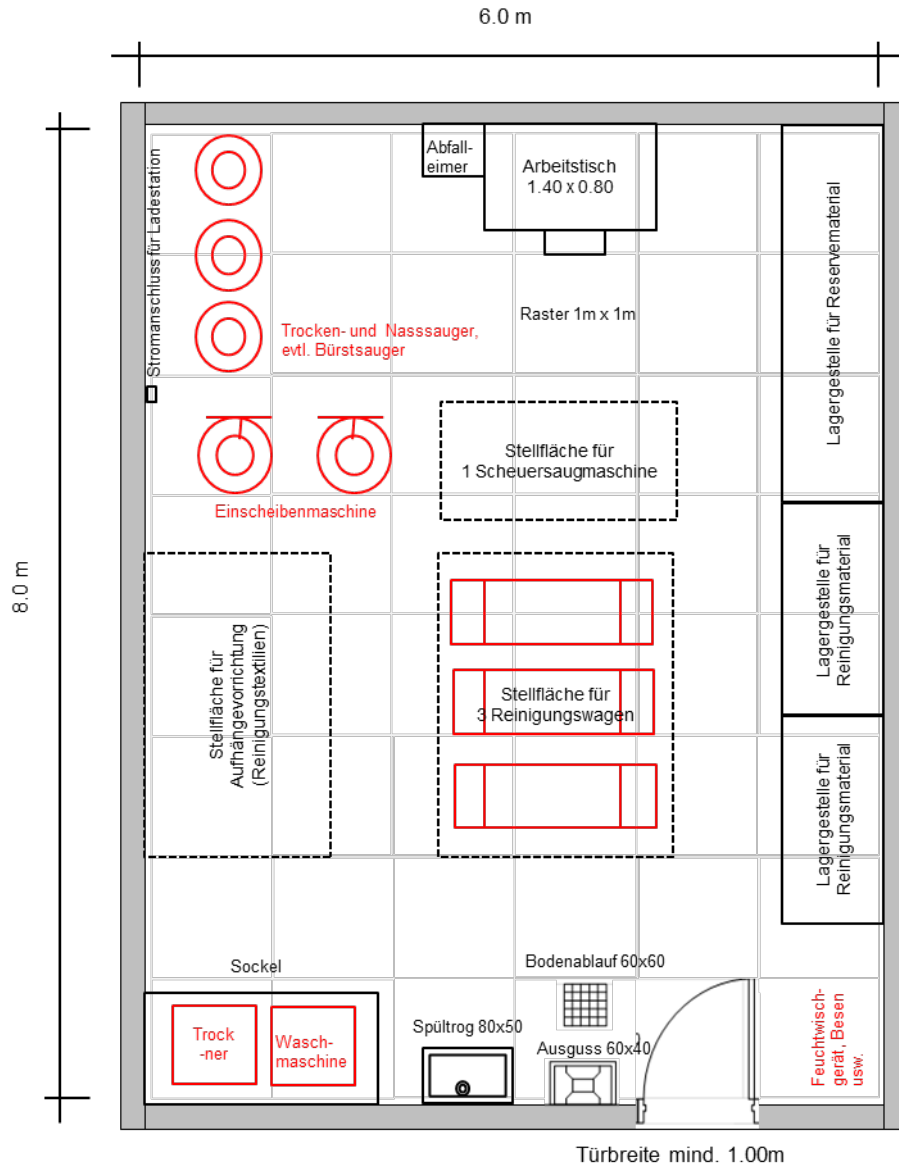 6.0 m
8.0 m
Stromanschluss für Ladestation
Abfall-
eimer
Arbeitstisch
1.40 x 0.80
Raster 1m x 1m
Trocken- und Nasssauger,
evtl. Bürstsauger
Lagergestelle für Reservematerial
Stellfläche für
1 Scheuersaugmaschine
Einscheibenmaschine
Stellfläche für
Aufhängevorrichtung
(Reinigungstextilien)
Stellfläche für
3 Reinigungswagen
Lagergestelle für
Reinigungsmaterial
Lagergestelle für
Reinigungsmaterial
Sockel
Trock
-ner
Wasch-
maschine
Spültrog 80x50
Bodenablauf 60x60
Ausguss 60x40
Feuchtwisch-
gerät, Besen
usw.
Türbreite mind. 1.00m